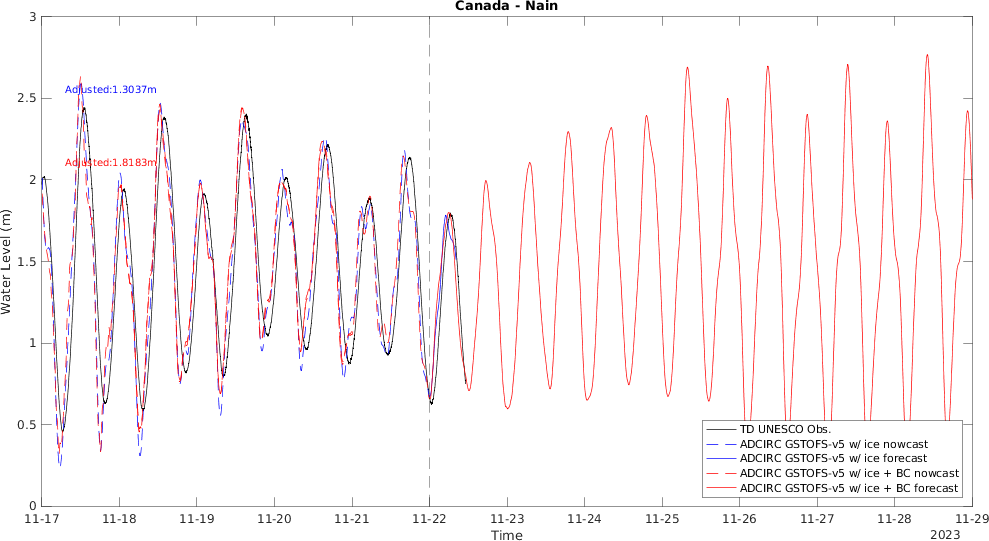 Canada - Nain
Water Level (m)
3
2.5
2
1.5
1
0.5
0
Adjusted:1.3037m
Adjusted:1.8183m
TD UNESCO Obs.
ADCIRC GSTOFS-v5 w/ ice nowcast
ADCIRC GSTOFS-v5 w/ ice forecast
ADCIRC GSTOFS-v5 w/ ice + BC nowcast
ADCIRC GSTOFS-v5 w/ ice + BC forecast
11-17 11-18 11-19 11-20 11-21 11-22 11-23 11-24 11-25 11-26 11-27 11-28 11-29
Time
2023